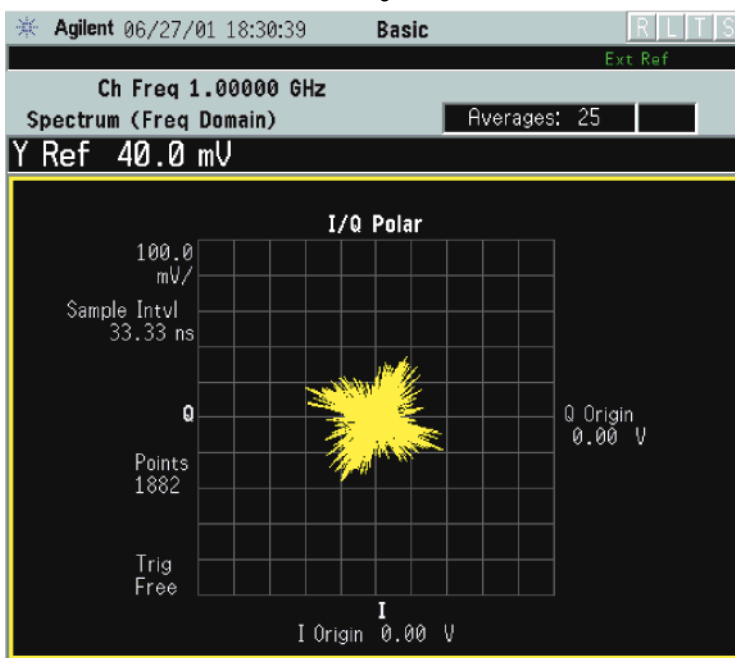 Agilent 06/27/01 18:30:39 Basic R L T S
Ext Ref
Ch Freq 1.00000 GHz
Spectrum (Freq Domain) Averages: 25
Y Ref 40.0 mV
I/Q Polar
100.0
mV/
Sample Intvl
33.33 ns
Q
Q Origin
0.00 V
Points
1882
Trig
Free
I
I Origin 0.00 V